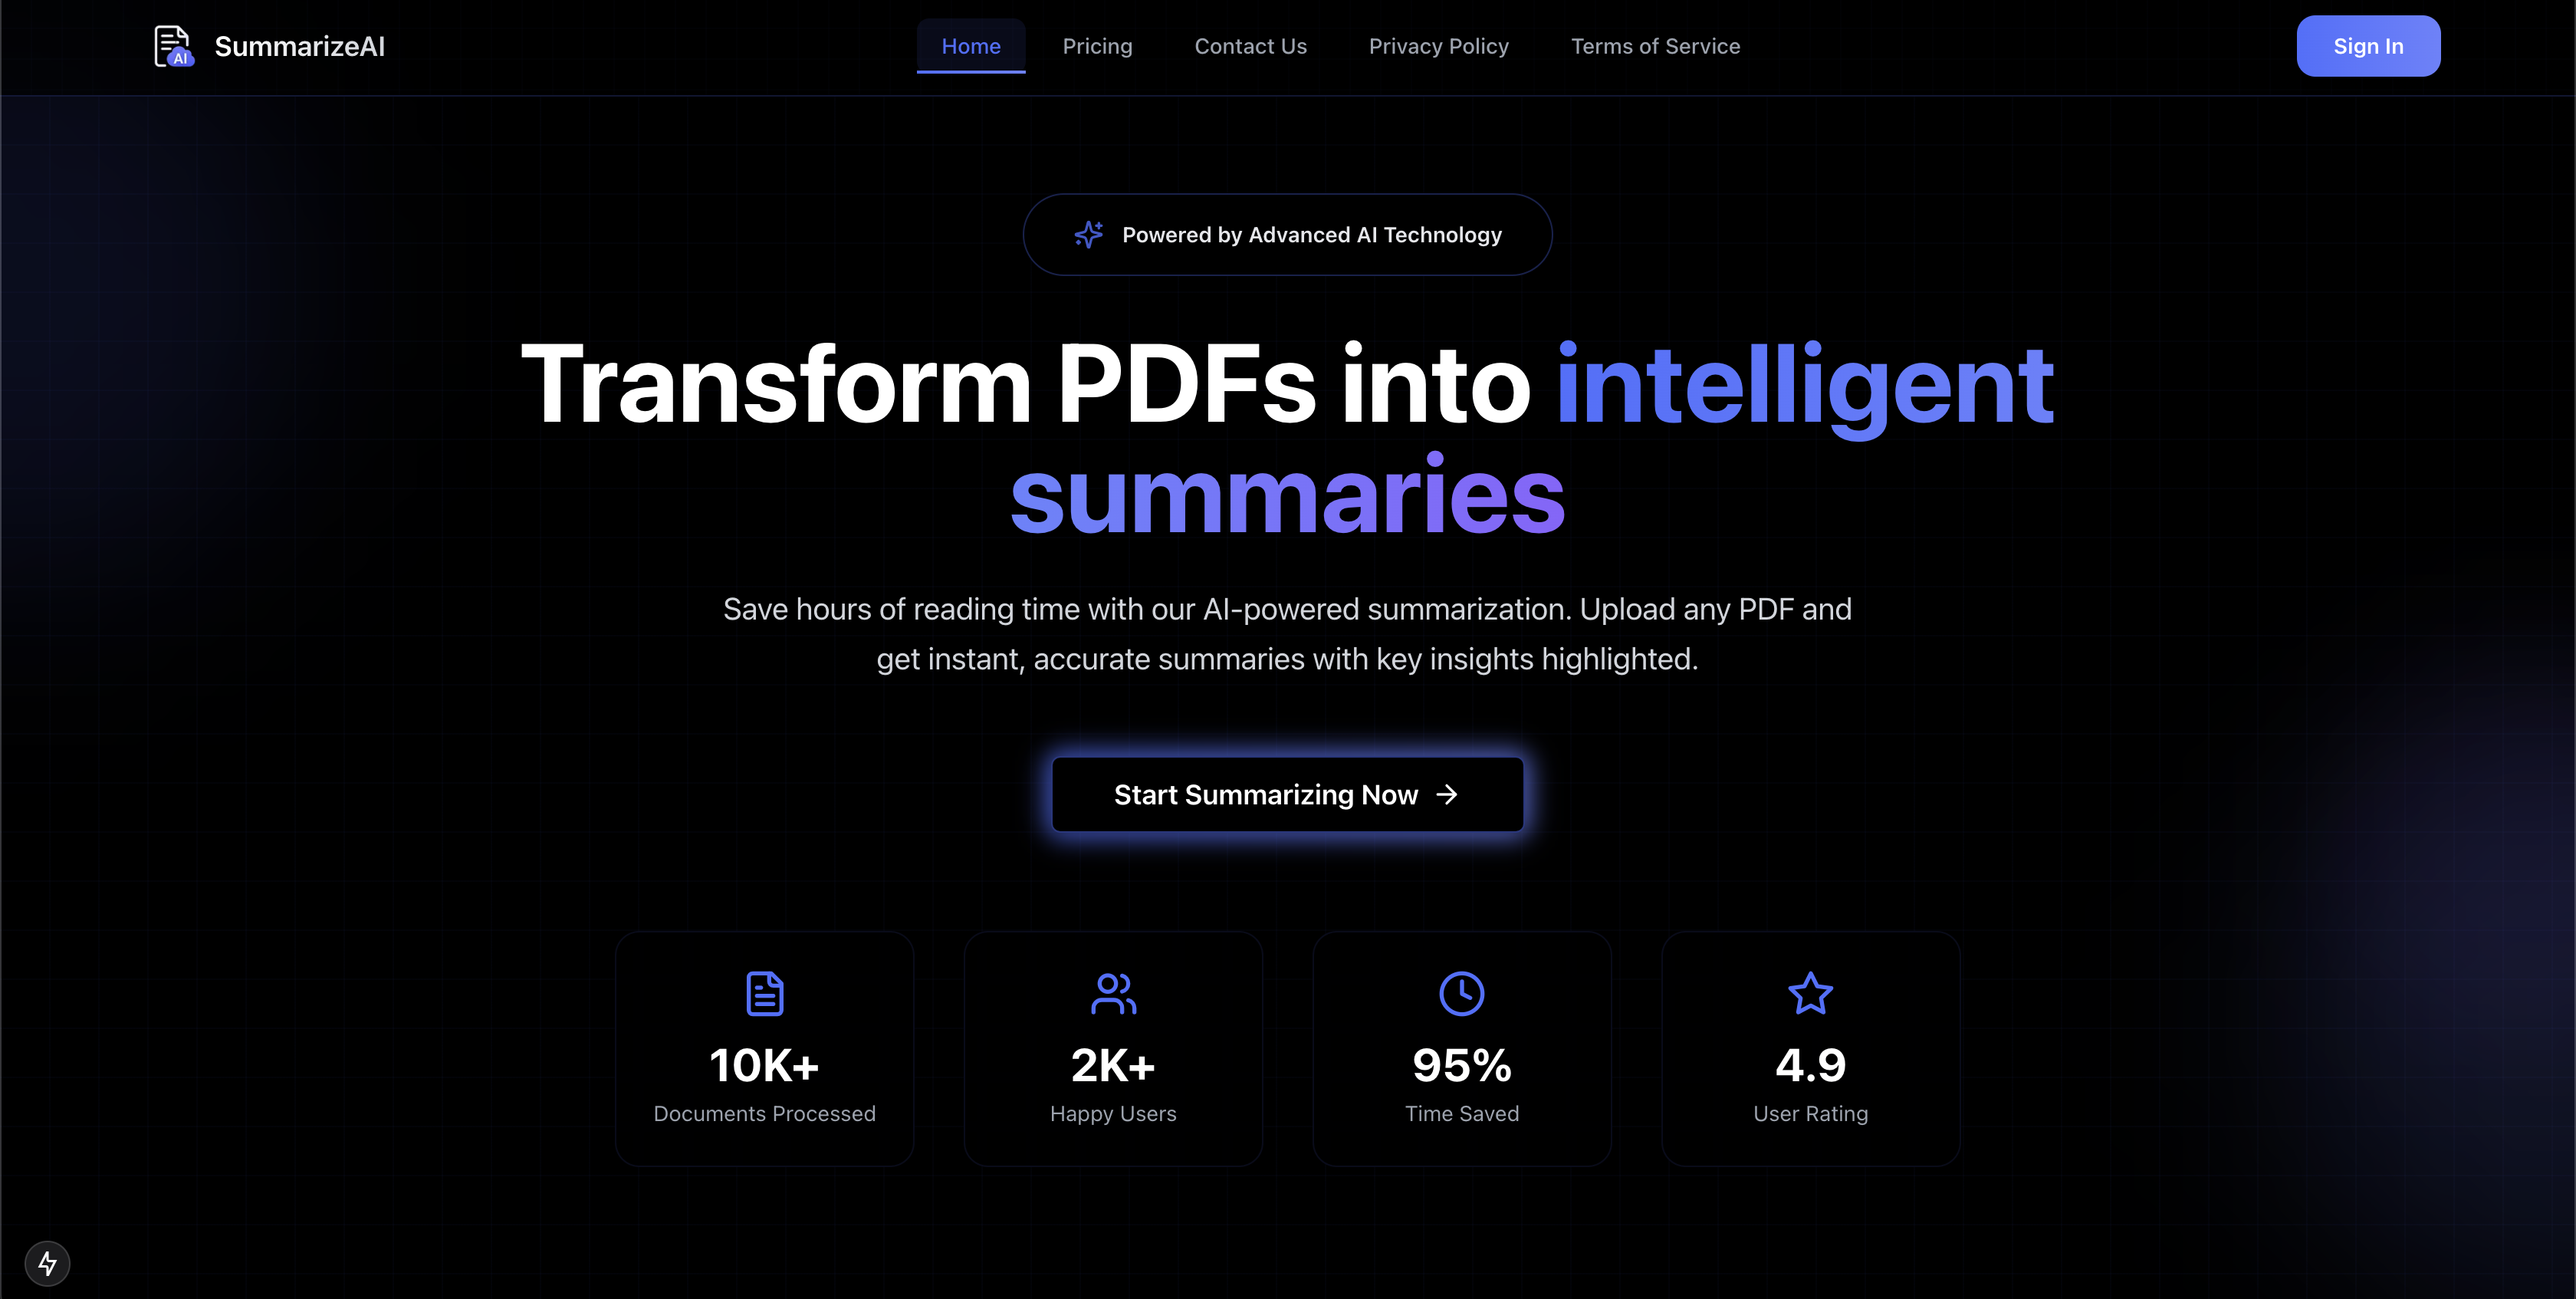 AI
SummarizeAI
Home
Pricing
Contact Us
Privacy Policy
Terms of Service
Sign In
Powered by Advanced AI Technology
Transform PDFs into intelligent
summaries
Save hours of reading time with our AI-powered summarization. Upload any PDF and
get instant, accurate summaries with key insights highlighted.
Start Summarizing Now
10K+
Documents Processed
2K+
Happy Users
95%
Time Saved
4.9
User Rating